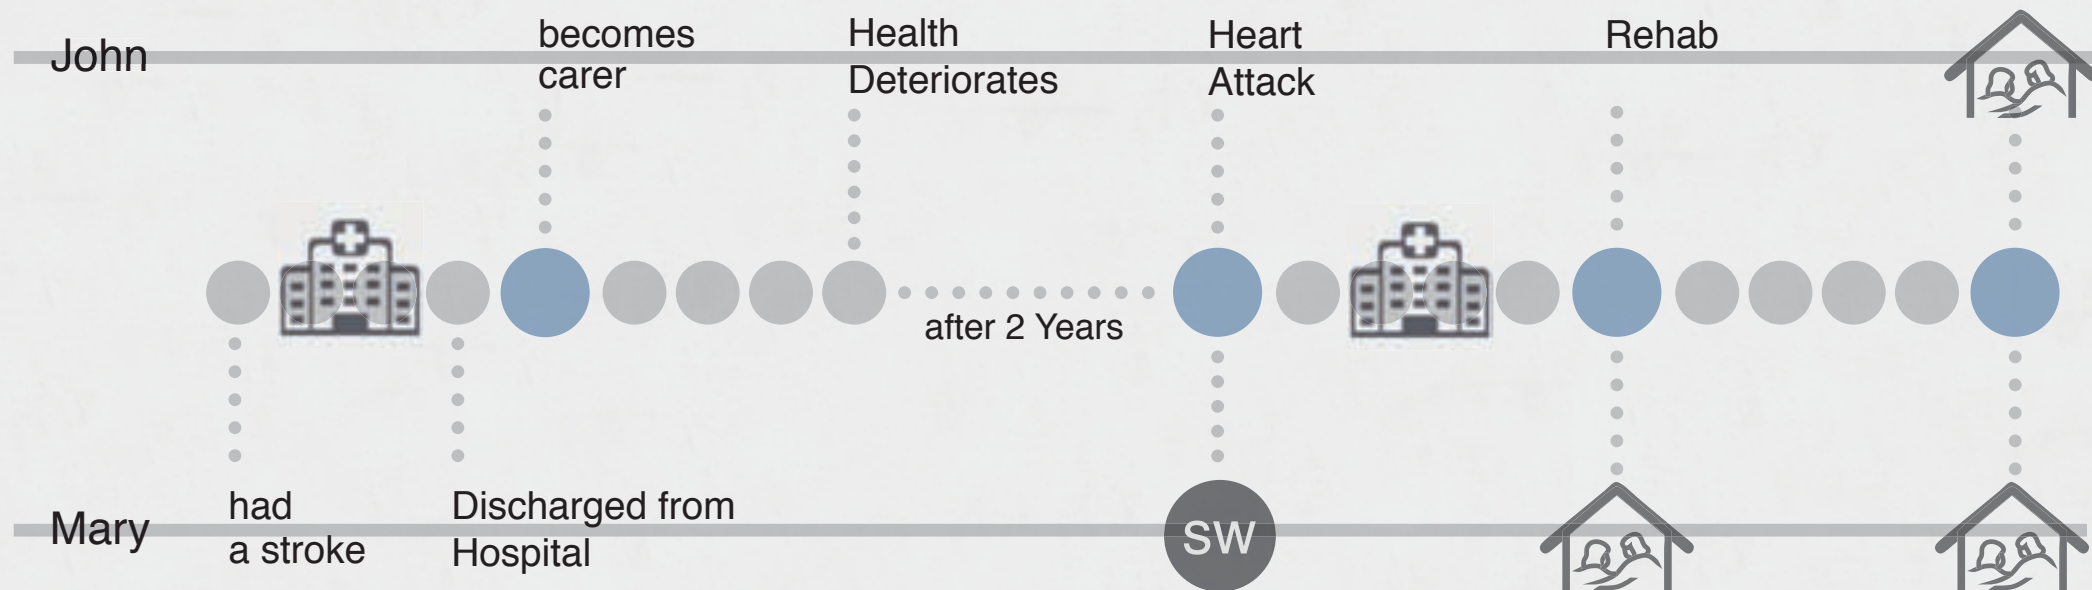 John
becomes
carer
Health
Deteriorates
Heart
Attack
Rehab
after 2 Years
Mary
had
a stroke
Discharged from
Hospital
SW